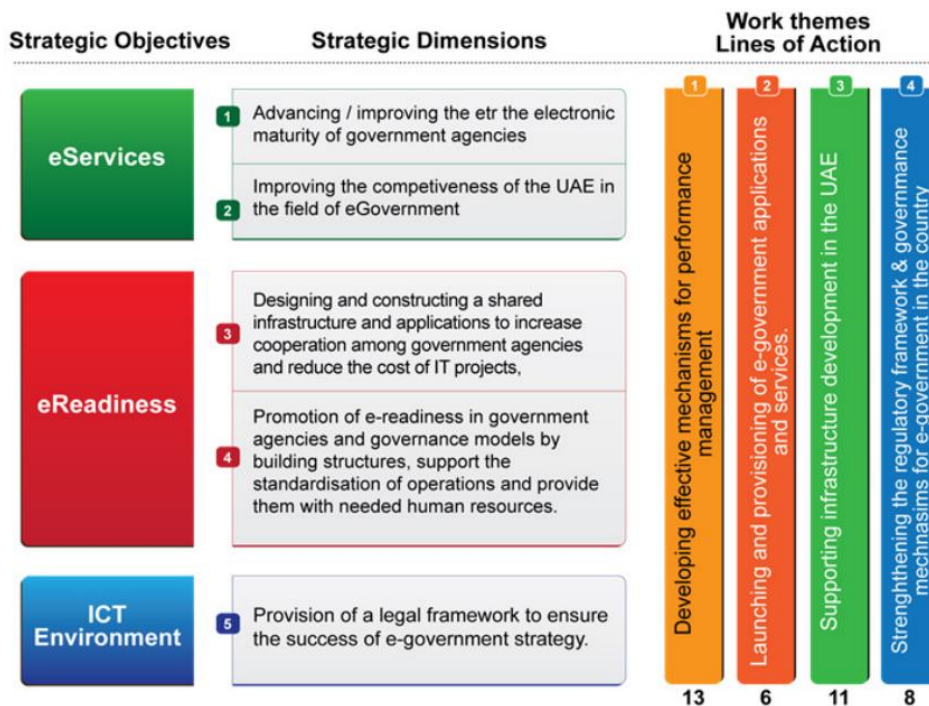 Strategic Objectives
Strategic Dimensions
Work themes
Lines of Action
eServices
1
Advancing / improving the etr the electronic
maturity of government agencies
2
Improving the competiveness of the UAE in
the field of eGovernment
eReadiness
3
Designing and constructing a shared
infrastructure and applications to increase
cooperation among government agencies
and reduce the cost of IT projects,
4
Promotion of e-readiness in government
agencies and governance models by
building structures, support the
standardisation of operations and provide
them with needed human resources.
ICT
Environment
5
Provision of a legal framework to ensure
the success of e-government strategy.
1
Developing effective mechanisms for performance
management
13
2
Launching and provisioning of e-government applications
and services.
6
3
Supporting infrastructure development in the UAE
11
4
Strenghthening the regulatory framework & governmance
mechnasims for e-government in the country
8